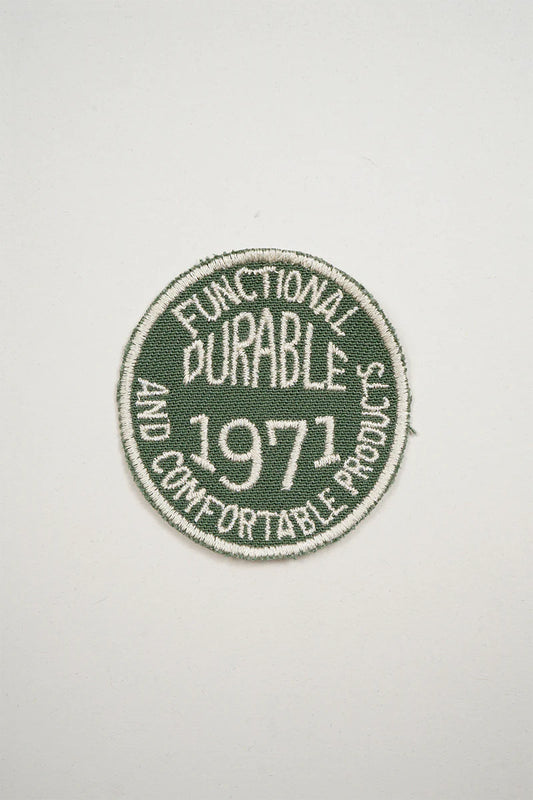 FUNCTIONAL
DURABLE
1971
AND COMFORTABLE PRODUCTS